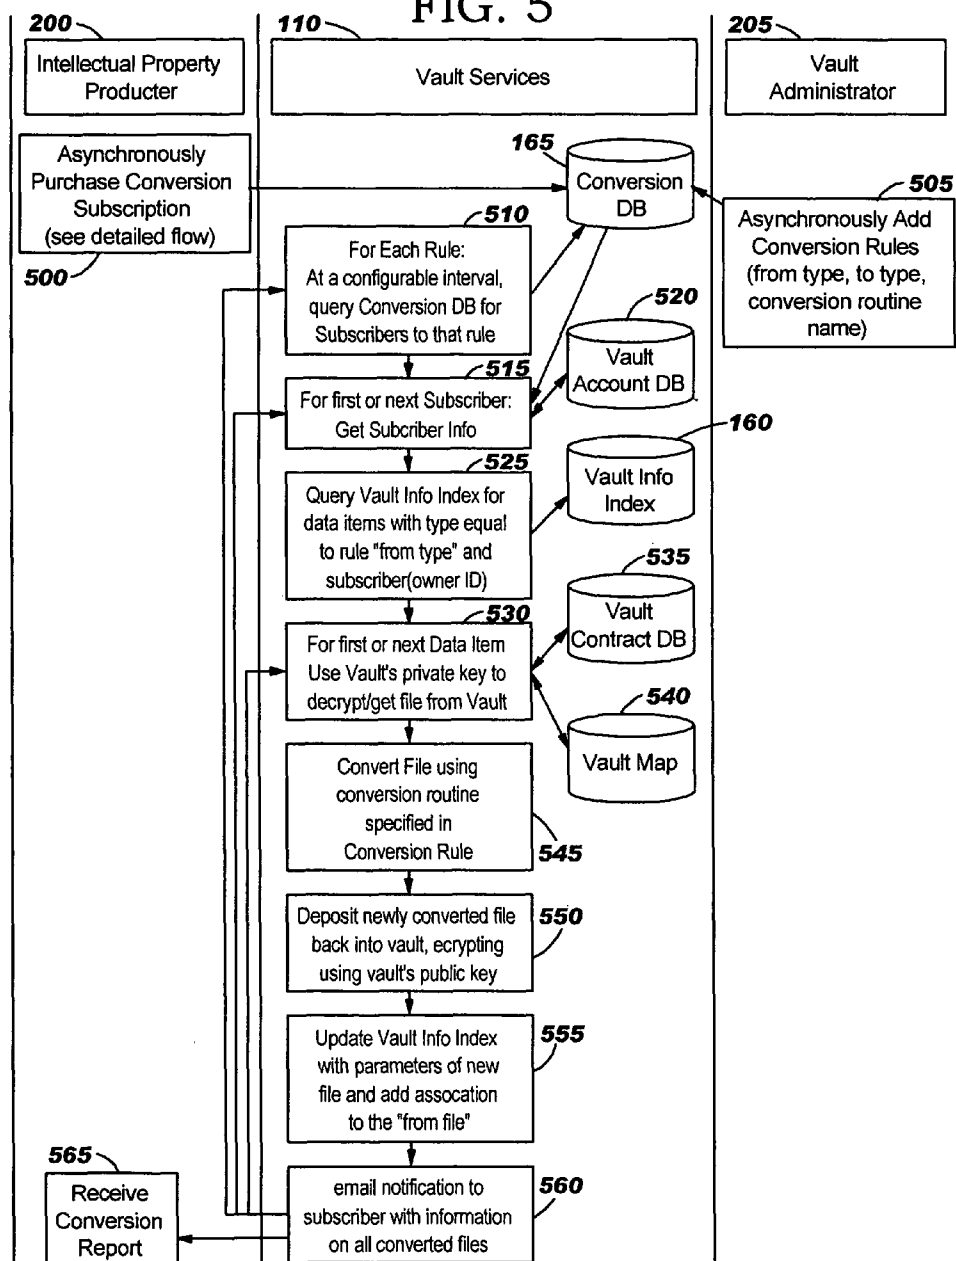 FIG. 5
200
110
205
Intellectual Property
Producter
Vault Services
Vault
Administrator
Asynchronously
Purchase Conversion
Subscription
(see detailed flow)
500
165
Conversion
DB
505
Asynchronously Add
Conversion Rules
(from type, to type,
conversion routine
name)
510
For Each Rule:
At a configurable interval,
query Conversion DB for
Subscribers to that rule
520
Vault
Account DB
515
For first or next Subscriber:
Get Subcriber Info
160
Vault Info
Index
525
Query Vault Info Index for
data items with type equal
to rule "from type" and
subscriber(owner ID)
535
Vault
Contract DB
530
For first or next Data Item
Use Vault's private key to
decrypt/get file from Vault
540
Vault Map
Convert File using
conversion routine
specified in
Conversion Rule
545
Deposit newly converted file
back into vault, ecrypting
using vault's public key
550
Update Vault Info Index
with parameters of new
file and add assocation
to the "from file"
555
565
Receive
Conversion
Report
email notification to
subscriber with information
on all converted files
560